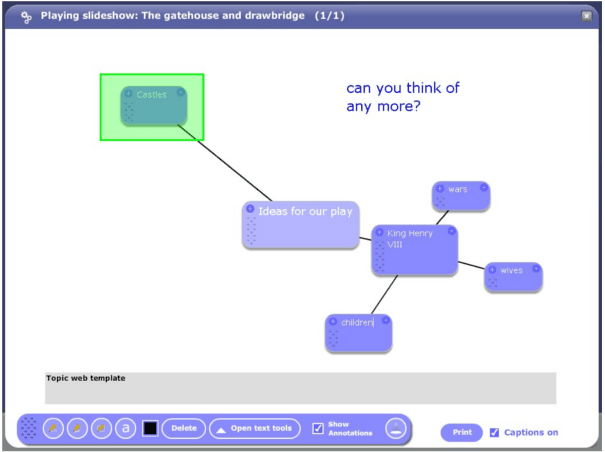 Playing slideshow: The gatehouse and drawbridge (1/1)
Castles
can you think of
any more?
Ideas for our play
wars
King Henry
VIII
wives
children
Topic web template
a
Delete
Open text tools
Show
Annotations
Print
Captions on